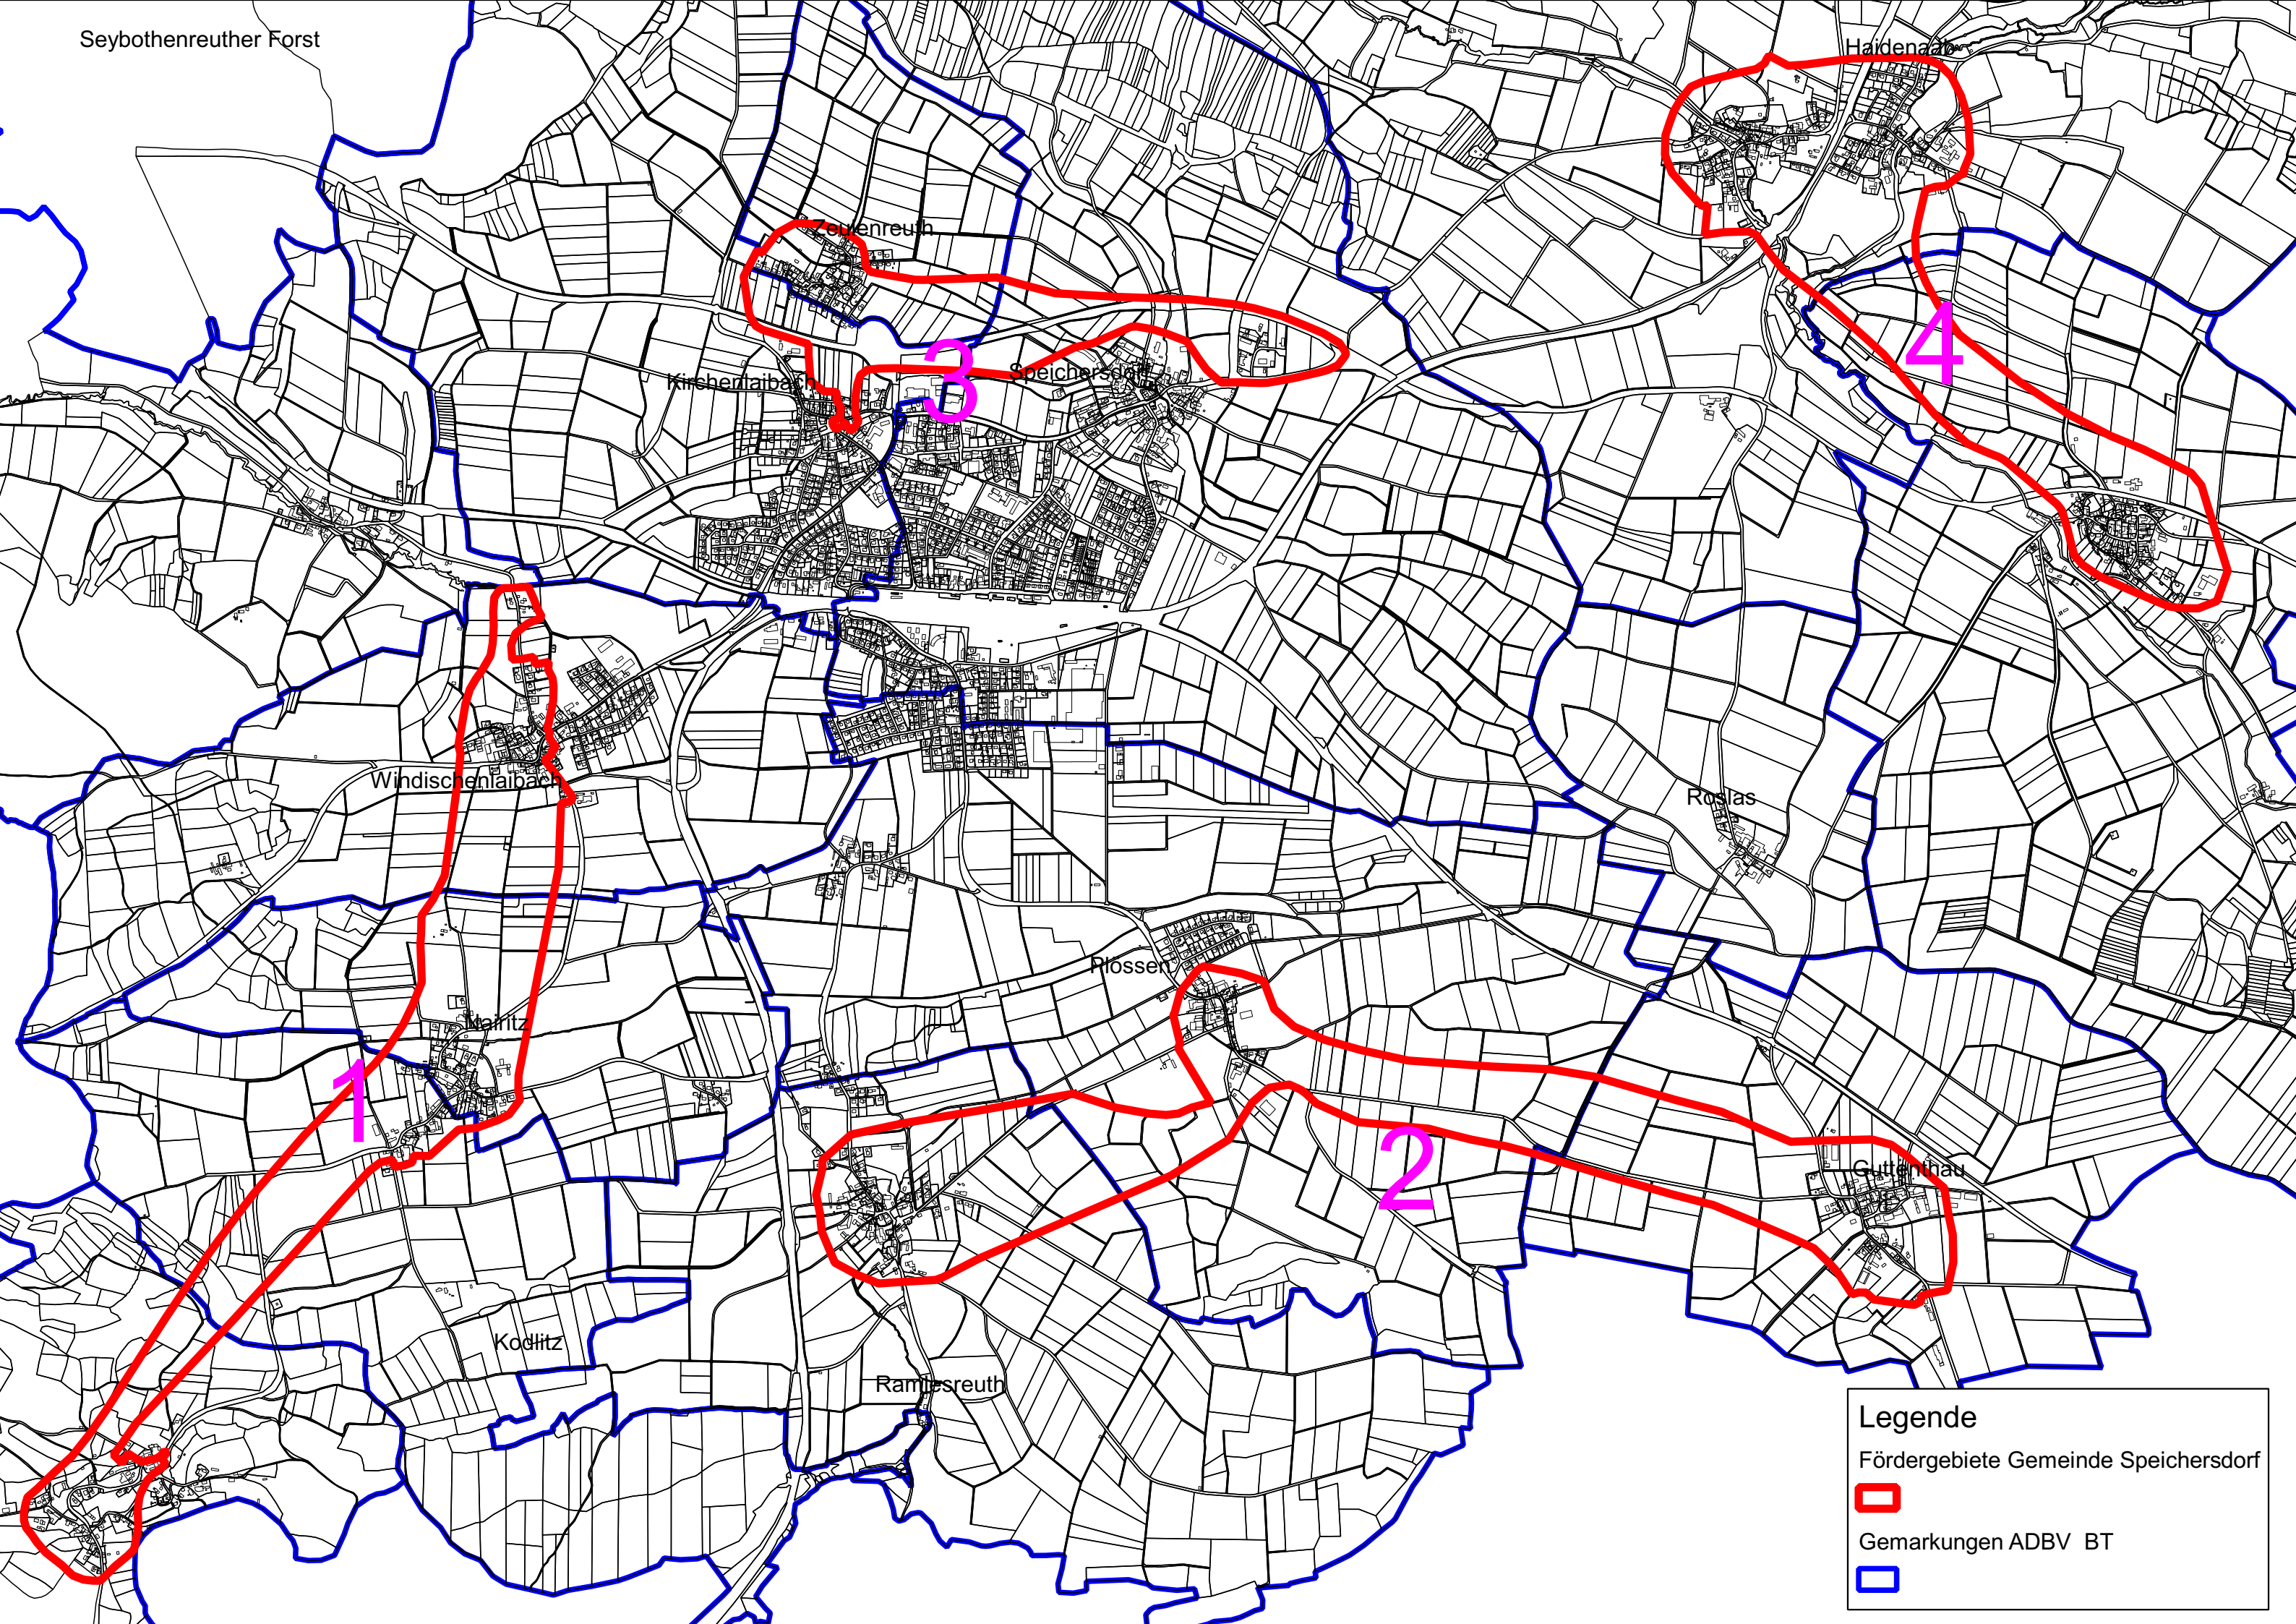 Seybothenreuther Forst
Haidenaab
Zeulenreuth
3
4
Kirchenlaibach
Speichersdorf
Windischenlaibach
Roslas
Plössen
Nairitz
1
2
Guttenthau
Kodlitz
Ramlesreuth
Legende
Fördergebiete Gemeinde Speichersdorf
Gemarkungen ADBV BT